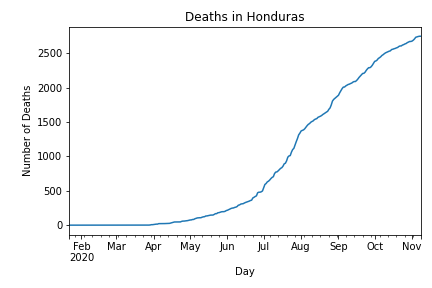 Deaths in Honduras
Number of Deaths
2500
2000
1500
1000
500
0
Feb Mar Apr May Jun Jul Aug Sep Oct Nov
2020
Day